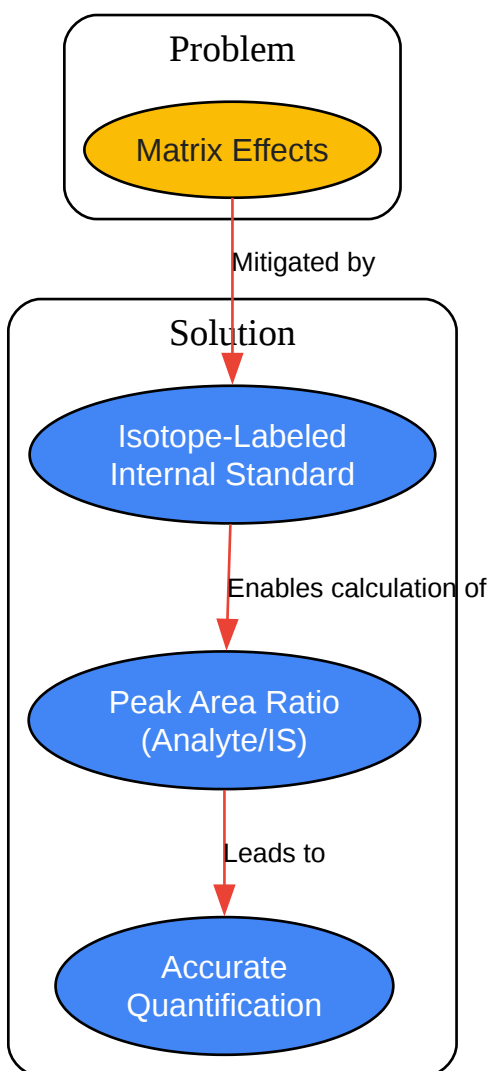 Problem
Matrix Effects
Mitigated by
Solution
Isotope-Labeled
Internal Standard
Enables calculation of
Peak Area Ratio
(Analyte/IS)
Leads to
Accurate
Quantification